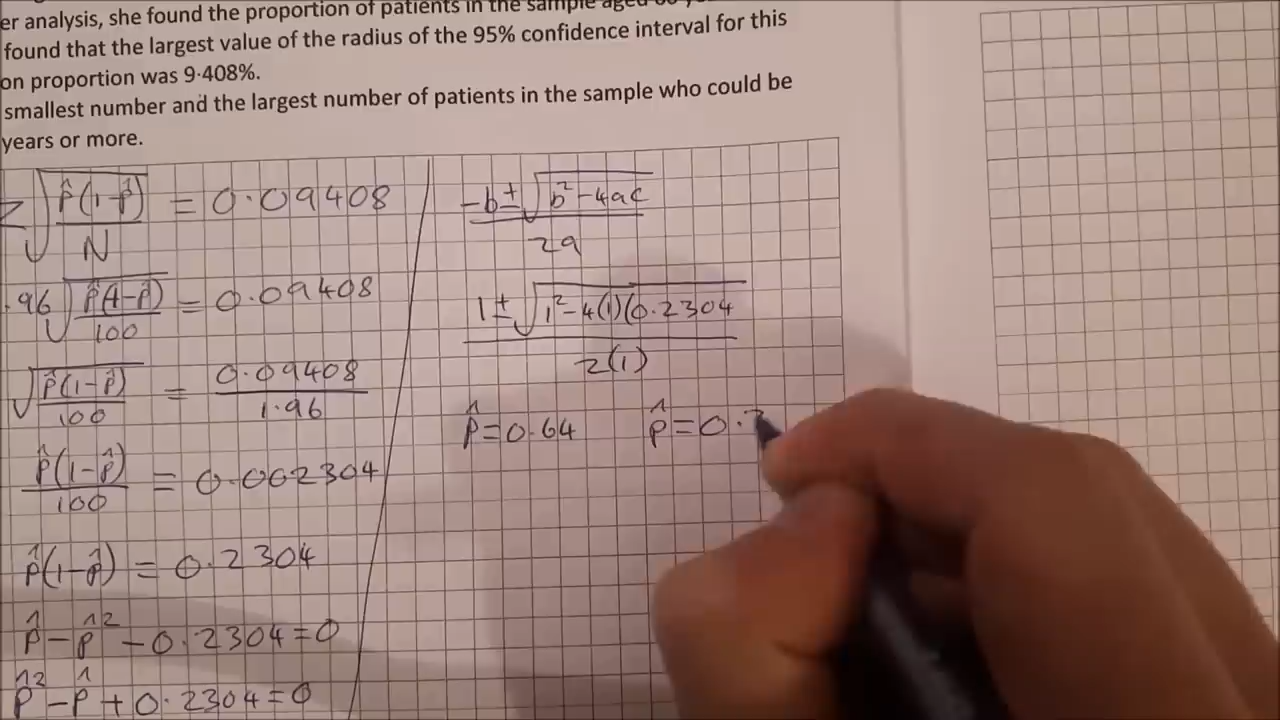 er analysis, she found the proportion of patients in the sample aged
found that the largest value of the radius of the 95% confidence interval for this
on proportion was 9·408%.
smallest number and the largest number of patients in the sample who could be
years or more.
√(p̂(1-p̂)/N) = 0.09408
.96 √(p̂(1-p̂)/100) = 0.09408
√(p̂(1-p̂)/100) = 0.09408/1.96
p̂(1-p̂)/100 = 0.002304
p̂(1-p̂) = 0.2304
p̂ - p̂² - 0.2304 = 0
p̂² - p̂ + 0.2304 = 0
-b ± √(b² - 4ac)
2a
1 ± √(1² - 4(1)(0.2304
2(1)
p̂ = 0.64 p̂ = 0.